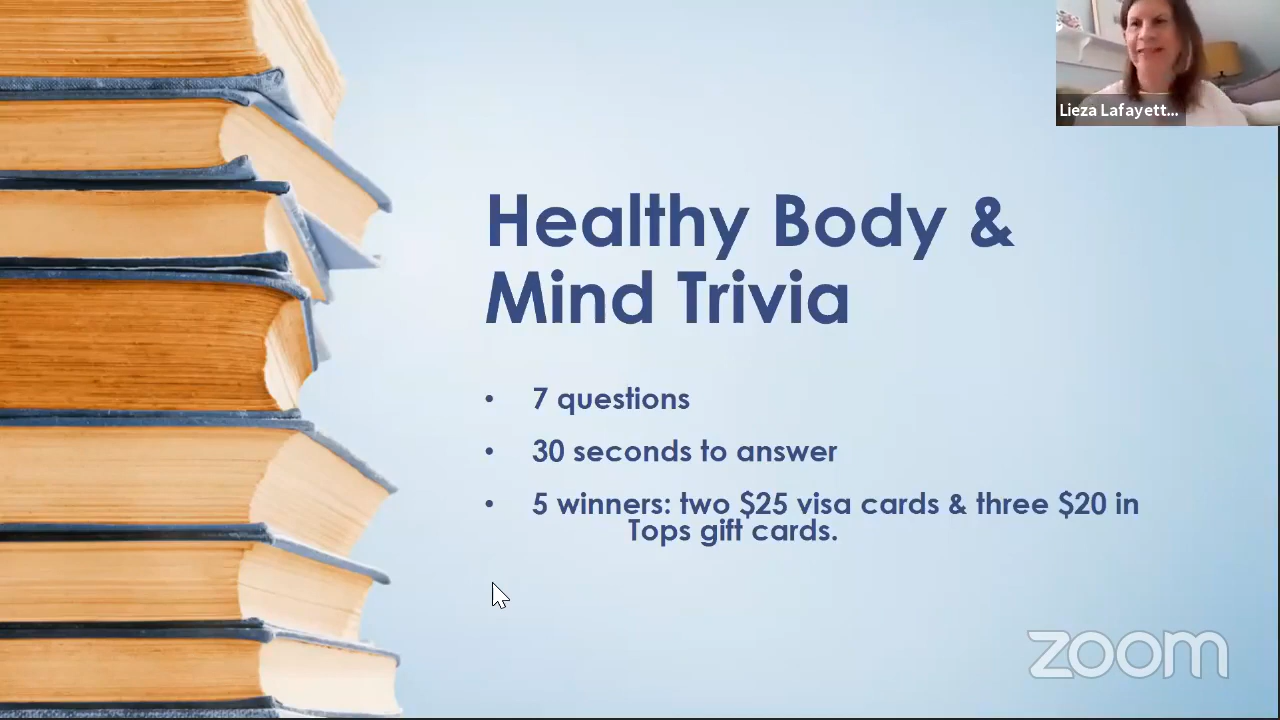 Lieza Lafayett...
Healthy Body &
Mind Trivia
• 7 questions
• 30 seconds to answer
• 5 winners: two $25 visa cards & three $20 in
Tops gift cards.
zoom